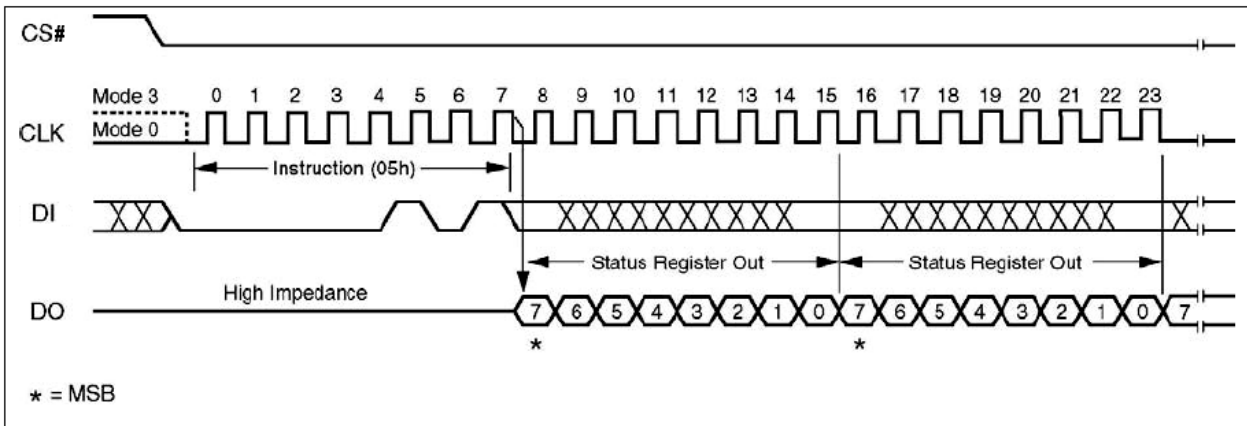 CS#
Mode 3
0 1 2 3 4 5 6 7 8 9 10 11 12 13 14 15 16 17 18 19 20 21 22 23
CLK
Mode 0
Instruction (05h)
DI
Status Register Out
Status Register Out
High Impedance
DO
7 6 5 4 3 2 1 0 7 6 5 4 3 2 1 0 7
* *
* = MSB